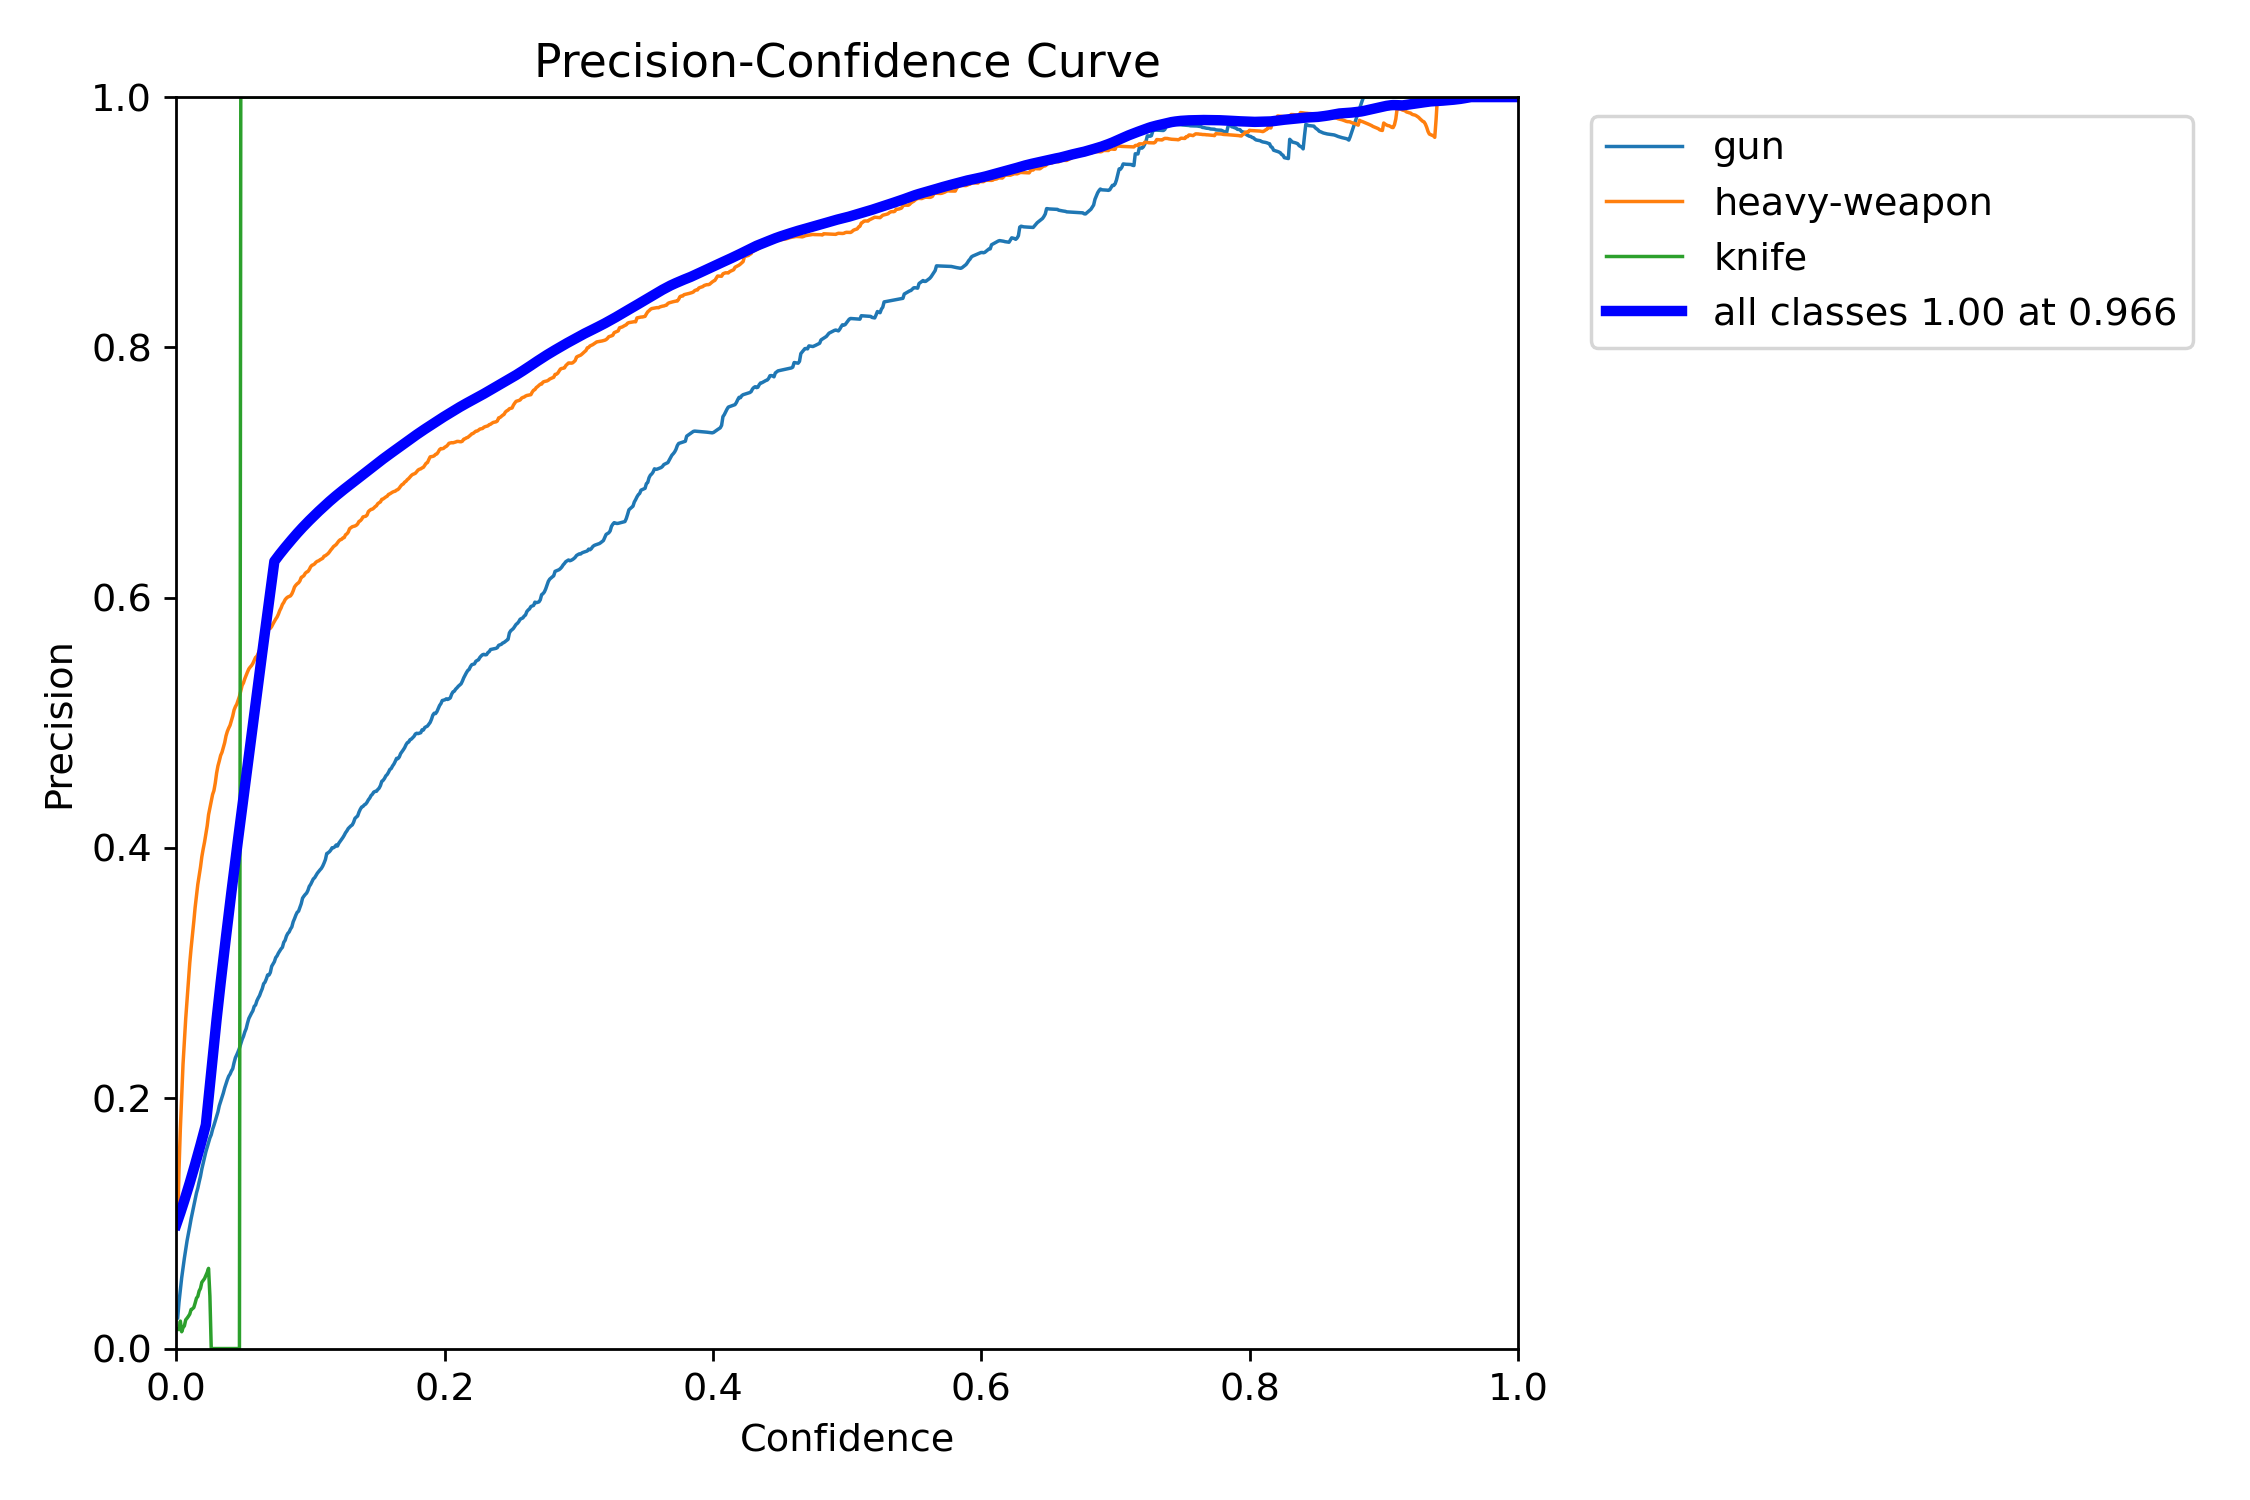 Precision-Confidence Curve
1.0
0.8
0.6
0.4
0.2
0.0
Precision
0.0 0.2 0.4 0.6 0.8 1.0
Confidence
gun
heavy-weapon
knife
all classes 1.00 at 0.966